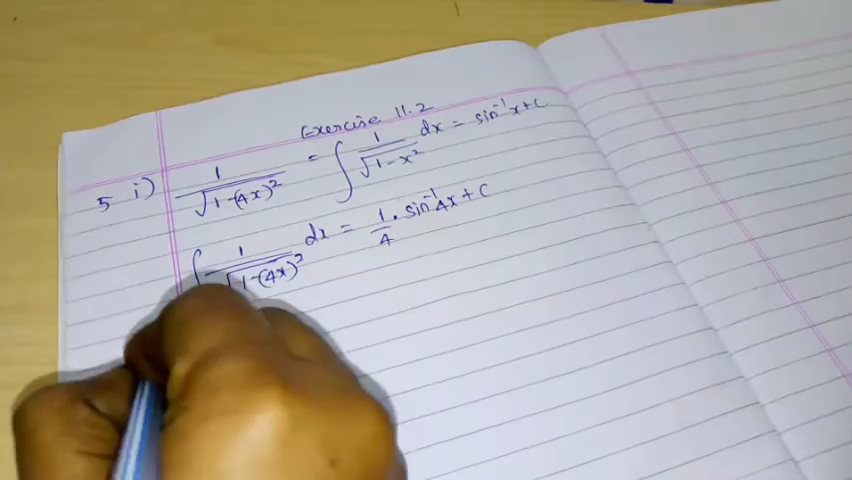 Exercise 11.2
5 i) 1/√(1-(4x)²) = ∫ 1/√(1-x²) dx = sin⁻¹x+c
∫ 1/√(1-(4x)²) dx = 1/4 . sin⁻¹4x+c